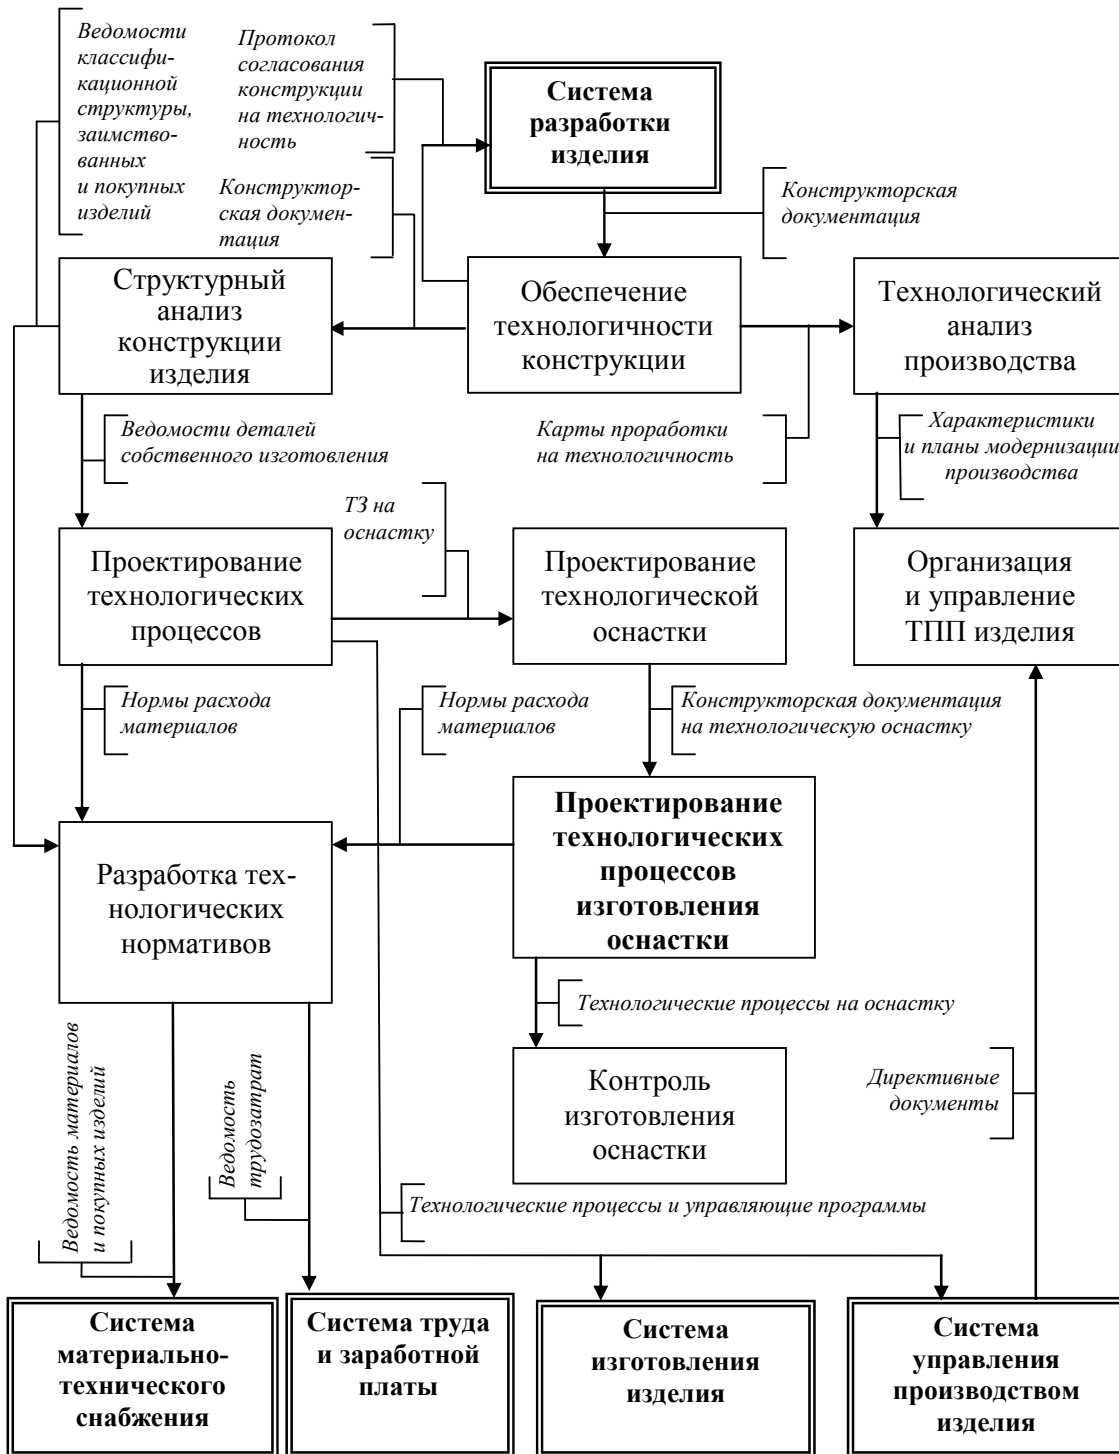 Ведомости
классифи-
кационной
структуры,
заимство-
ванных
и покупных
изделий
Протокол
согласования
конструкции
на технологич-
ность
Система
разработки
изделия
Конструктор-
ская докумен-
тация
Конструкторская
документация
Структурный
анализ
конструкции
изделия
Обеспечение
технологичности
конструкции
Технологический
анализ
производства
Ведомости деталей
собственного изготовления
Карты проработки
на технологичность
Характеристики
и планы модернизации
производства
ТЗ на
оснастку
Проектирование
технологических
процессов
Проектирование
технологической
оснастки
Организация
и управление
ТПП изделия
Нормы расхода
материалов
Нормы расхода
материалов
Конструкторская документация
на технологическую оснастку
Проектирование
технологических
процессов
изготовления
оснастки
Разработка тех-
нологических
нормативов
Технологические процессы на оснастку
Контроль
изготовления
оснастки
Директивные
документы
Ведомость материалов
и покупных изделий
Ведомость
трудозатрат
Технологические процессы и управляющие программы
Система
материально-
технического
снабжения
Система труда
и заработной
платы
Система
изготовления
изделия
Система
управления
производством
изделия